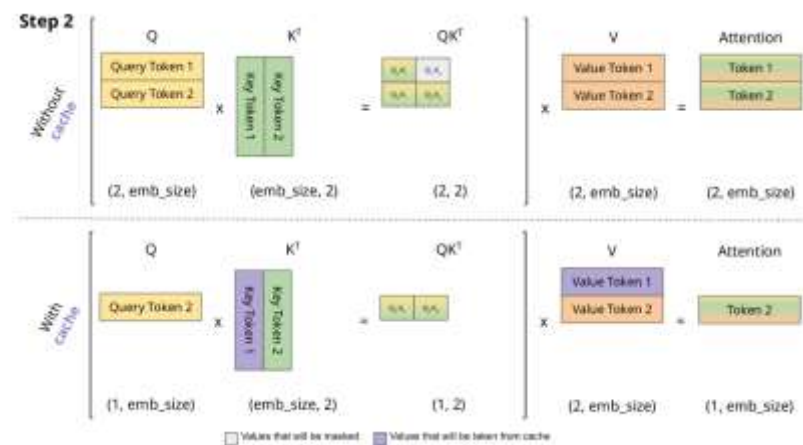 Step 2
Q
K^T
QK^T
V
Attention
Withour
cache
Query Token 1
Query Token 2
x
Key Token 1
Key Token 2
=
x
Value Token 1
Value Token 2
=
Token 1
Token 2
(2, emb_size)
(emb_size, 2)
(2, 2)
(2, emb_size)
(2, emb_size)
Q
K^T
QK^T
V
Attention
With
cache
Query Token 2
x
Key Token 1
Key Token 2
=
x
Value Token 1
Value Token 2
=
Token 2
(1, emb_size)
(emb_size, 2)
(1, 2)
(2, emb_size)
(1, emb_size)
Values that will be masked
Values that will be taken from cache